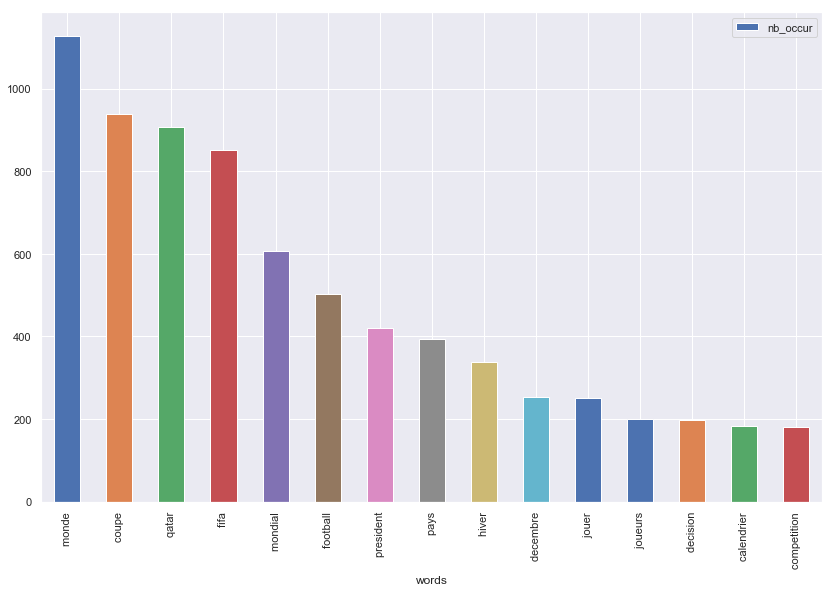 nb_occur
1000
800
600
400
200
0
monde
coupe
qatar
fifa
mondial
football
president
pays
hiver
decembre
jouer
joueurs
decision
calendrier
competition
words